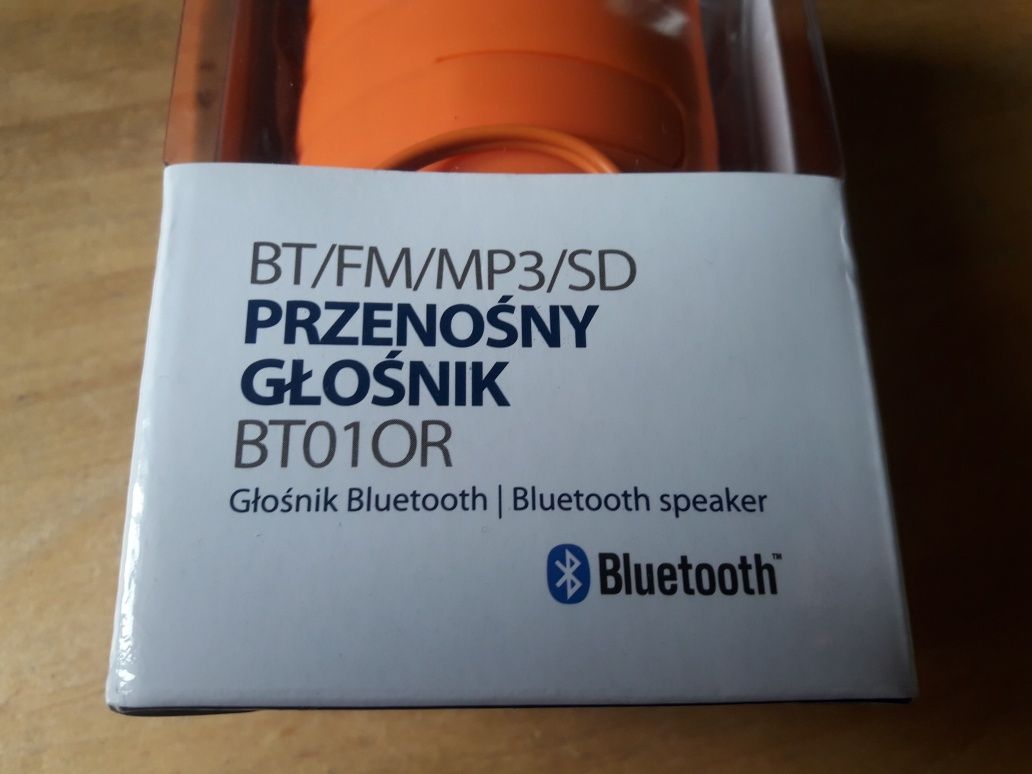 BT/FM/MP3/SD
PRZENOŚNY
GŁOŚNIK
BT01OR
Głośnik Bluetooth | Bluetooth speaker
Bluetooth™